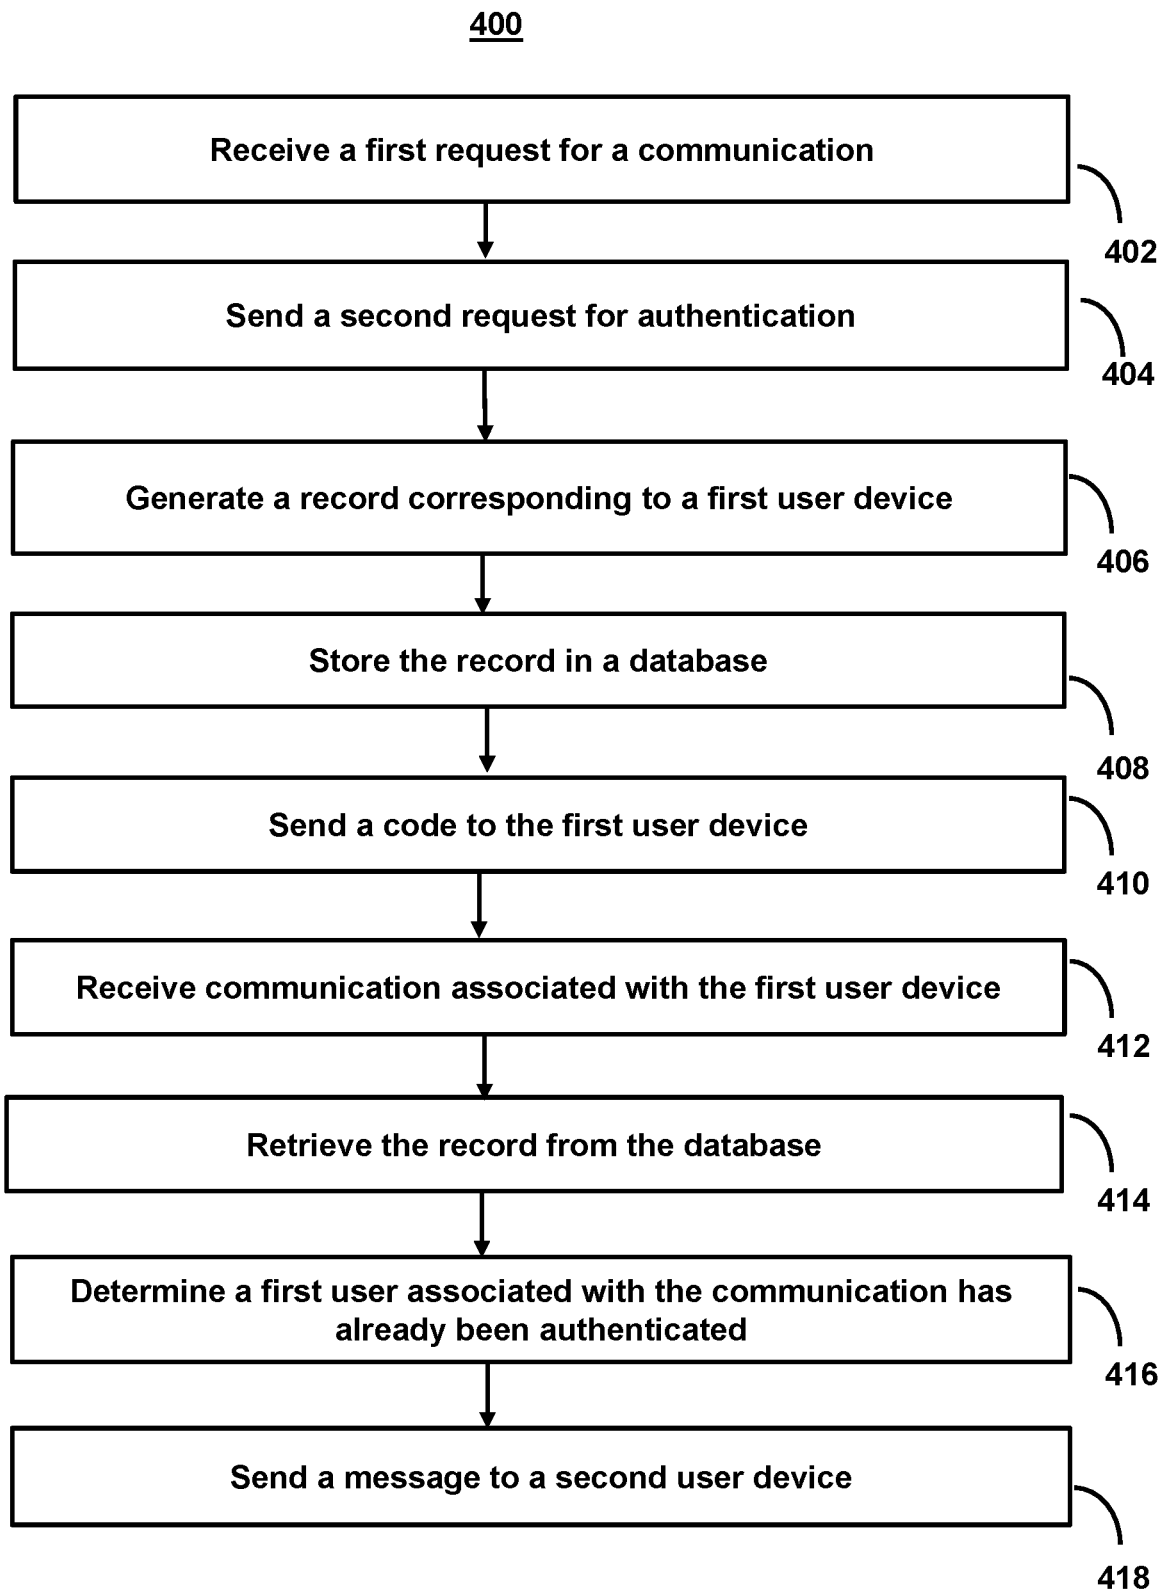 400
Receive a first request for a communication
402
Send a second request for authentication
404
Generate a record corresponding to a first user device
406
Store the record in a database
408
Send a code to the first user device
410
Receive communication associated with the first user device
412
Retrieve the record from the database
414
Determine a first user associated with the communication has
already been authenticated
416
Send a message to a second user device
418